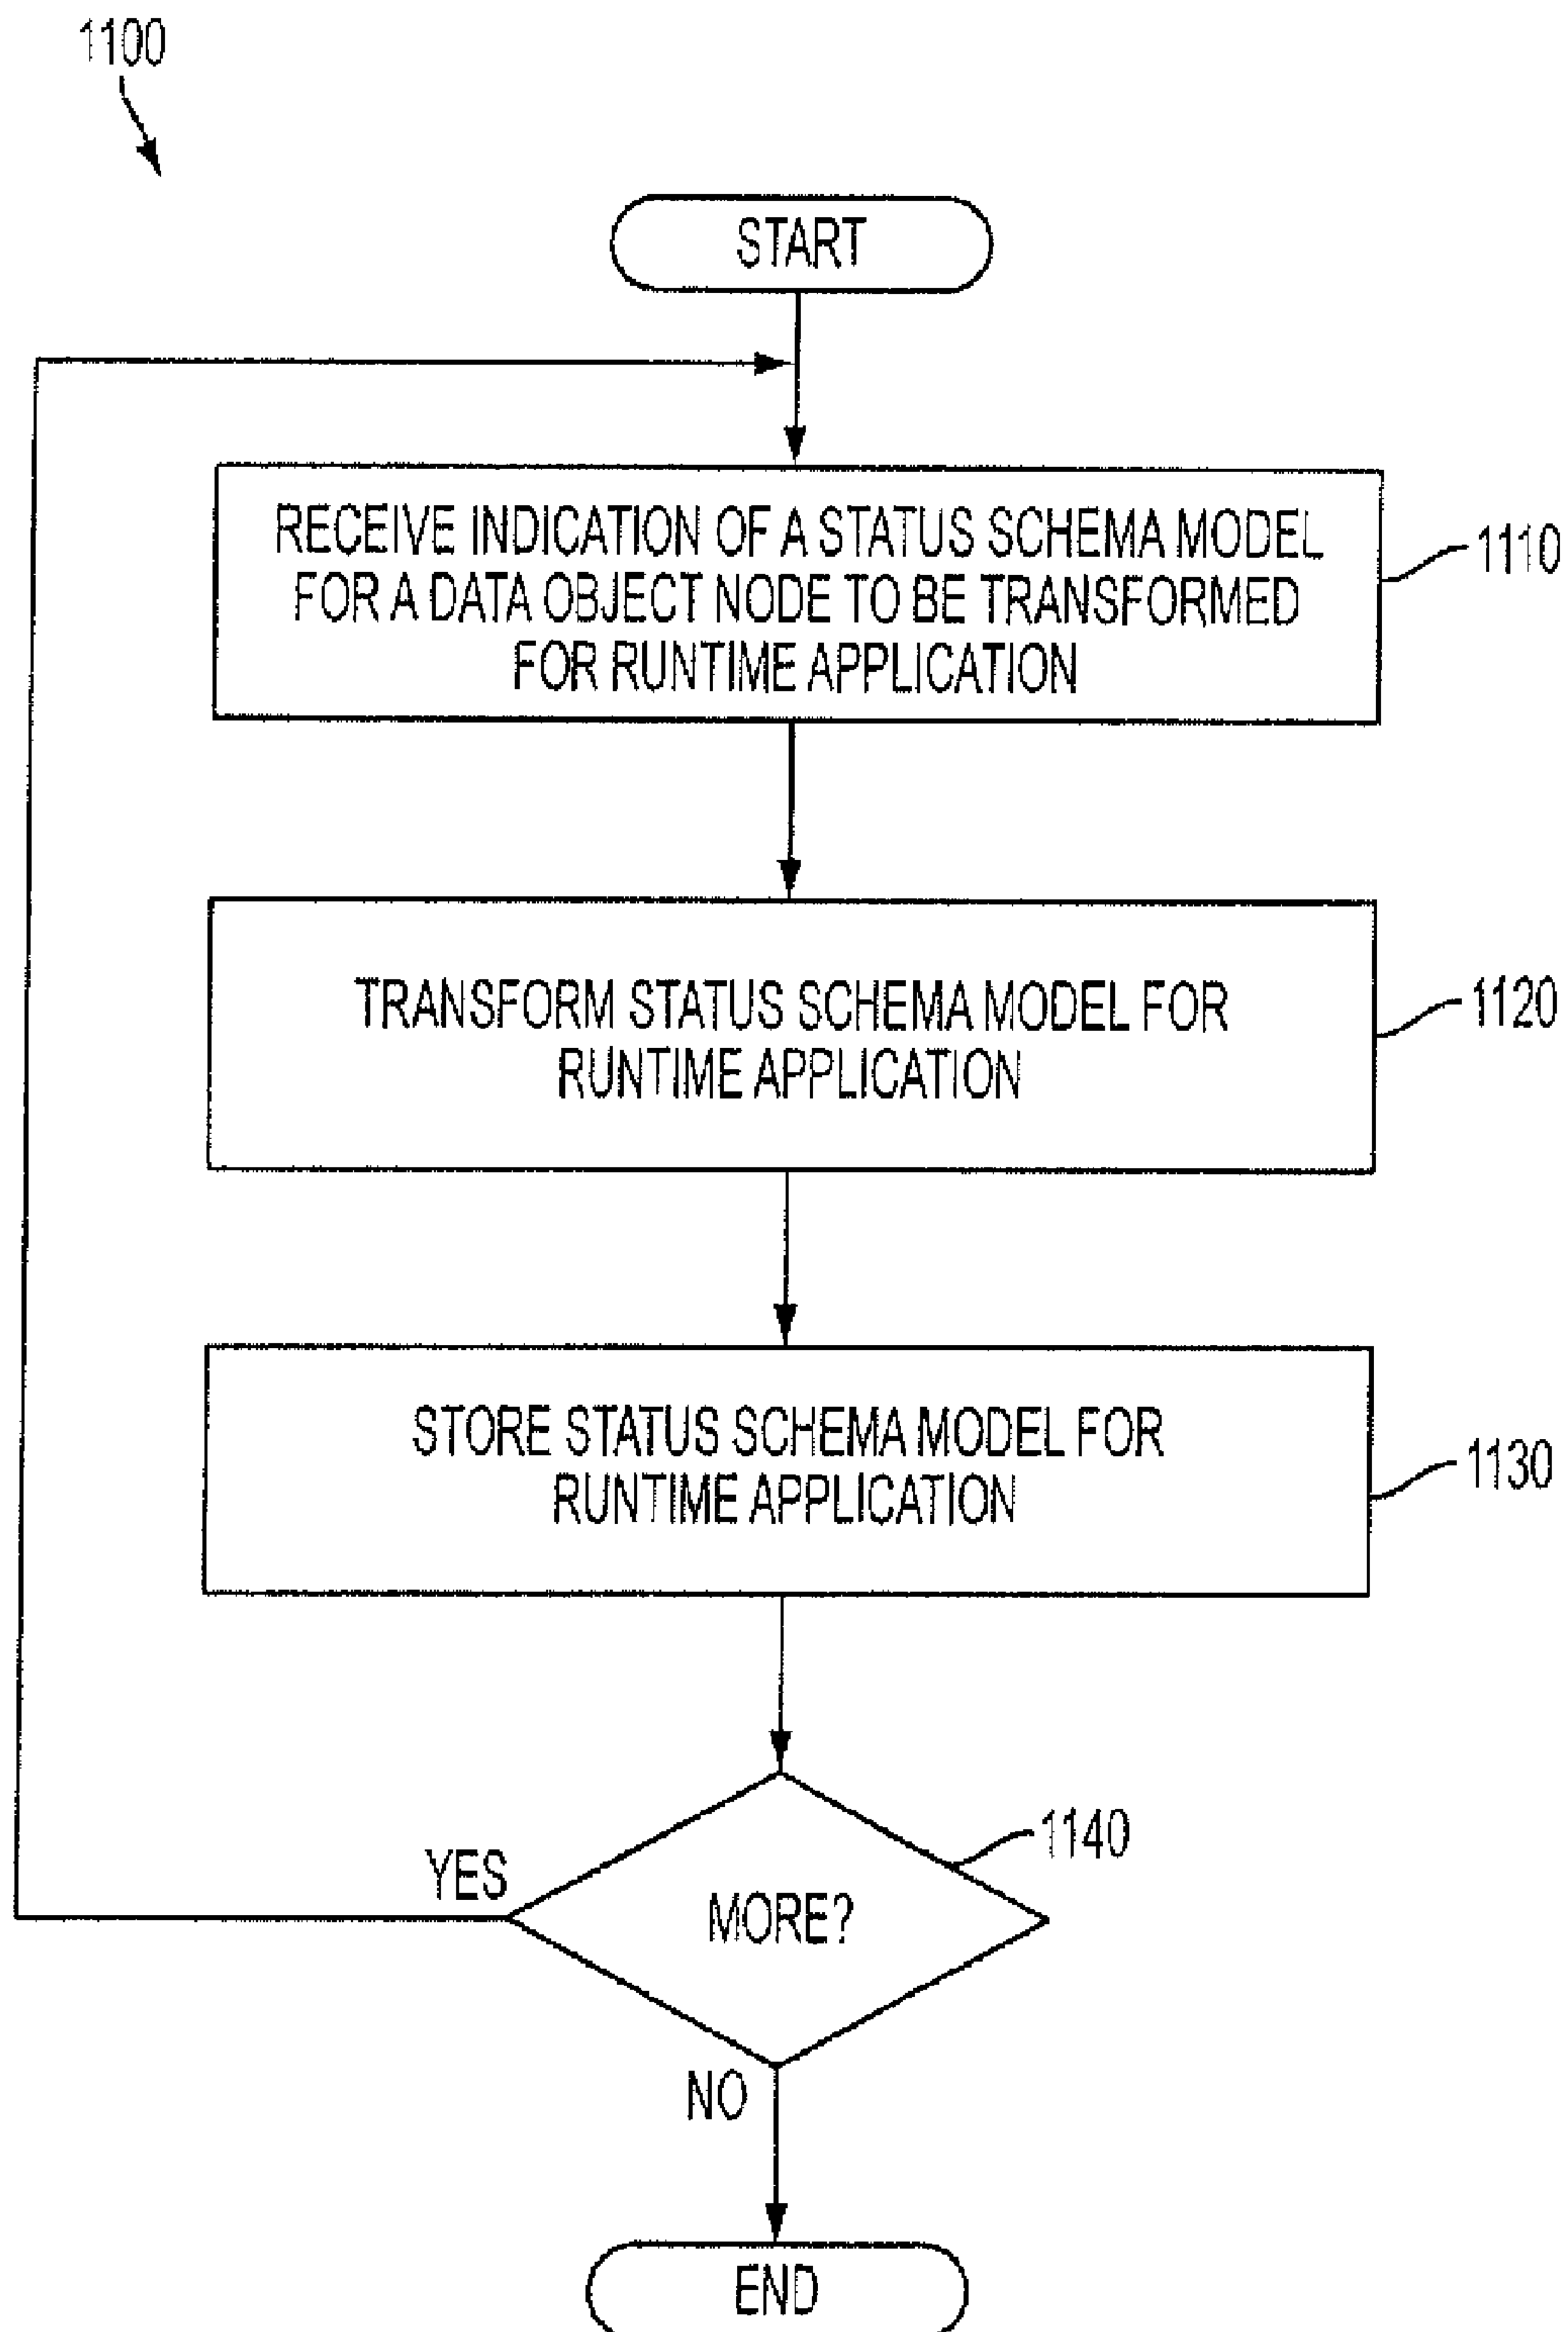 1100
START
RECEIVE INDICATION OF A STATUS SCHEMA MODEL
FOR A DATA OBJECT NODE TO BE TRANSFORMED
FOR RUNTIME APPLICATION
1110
TRANSFORM STATUS SCHEMA MODEL FOR
RUNTIME APPLICATION
1120
STORE STATUS SCHEMA MODEL FOR
RUNTIME APPLICATION
1130
1140
YES
MORE?
NO
END